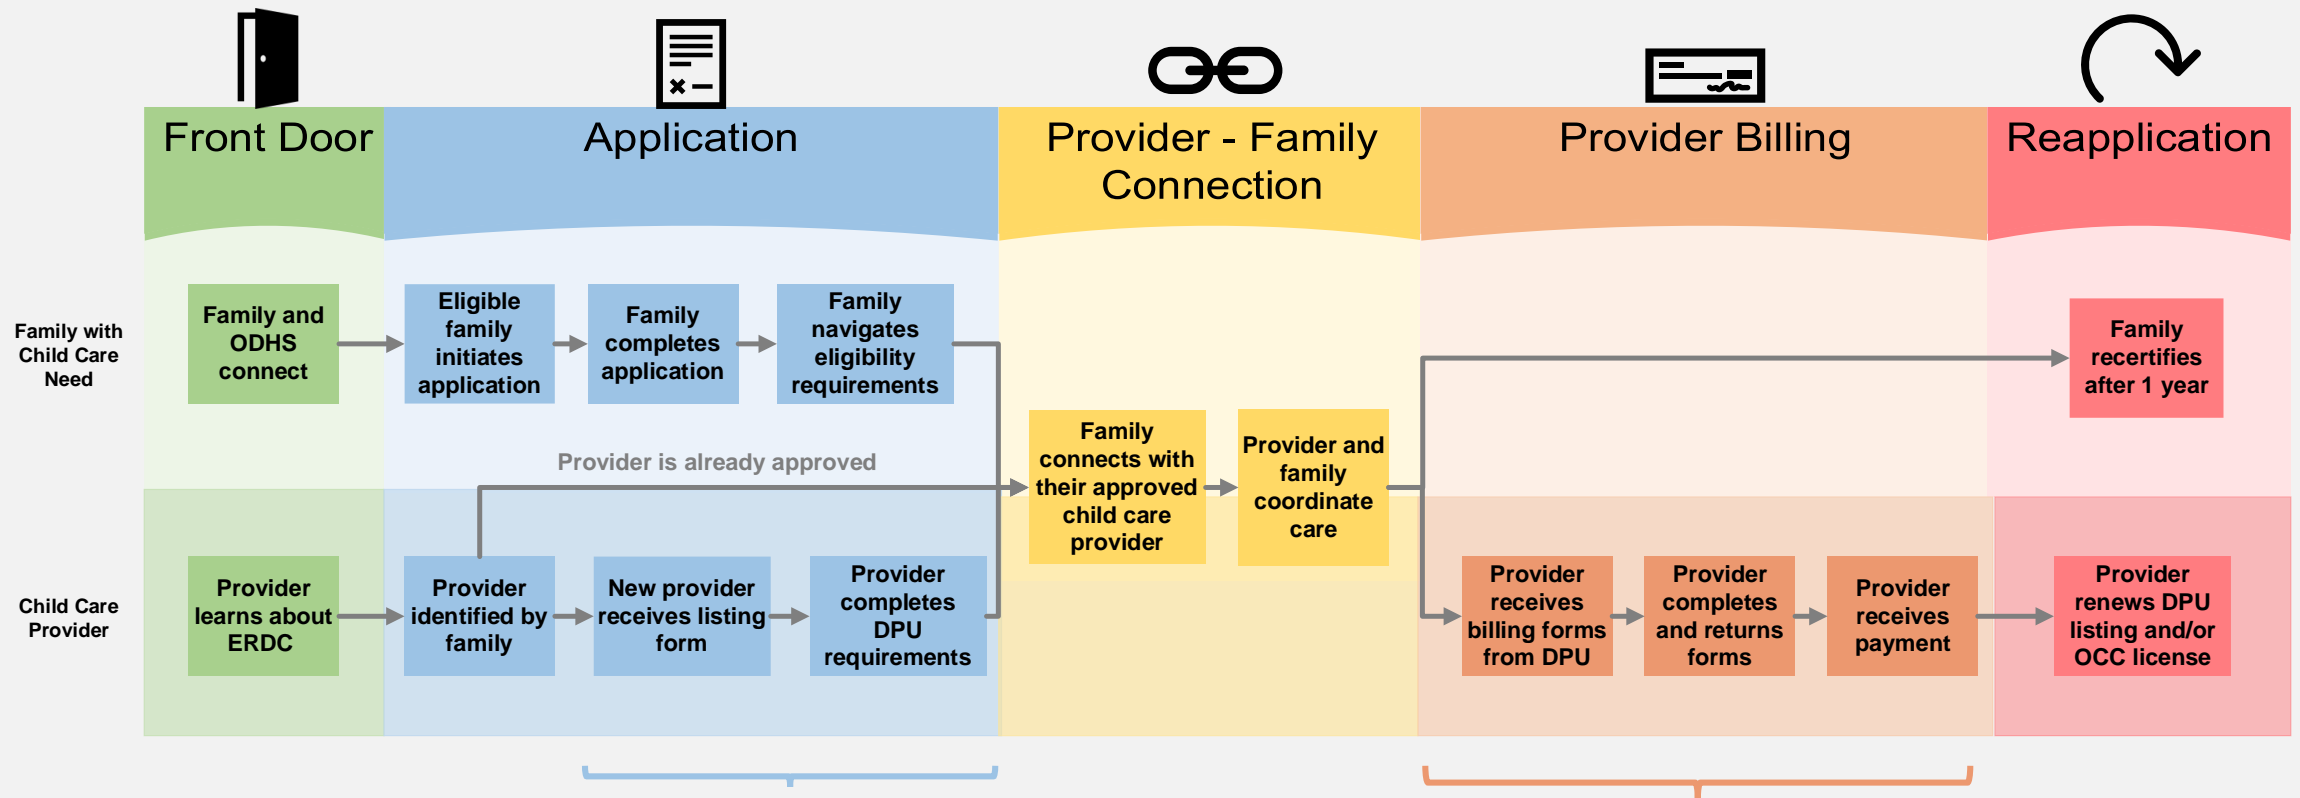 Front Door
Application
Provider - Family
Connection
Provider Billing
Reapplication
Family with
Child Care
Need
Family and
ODHS
connect
Eligible
family
initiates
application
Family
completes
application
Family
navigates
eligibility
requirements
Family
recertifies
after 1 year
Provider is already approved
Family
connects with
their approved
child care
provider
Provider and
family
coordinate
care
Child Care
Provider
Provider
learns about
ERDC
Provider
identified by
family
New provider
receives listing
form
Provider
completes
DPU
requirements
Provider
receives
billing forms
from DPU
Provider
completes
and returns
forms
Provider
receives
payment
Provider
renews DPU
listing and/or
OCC license